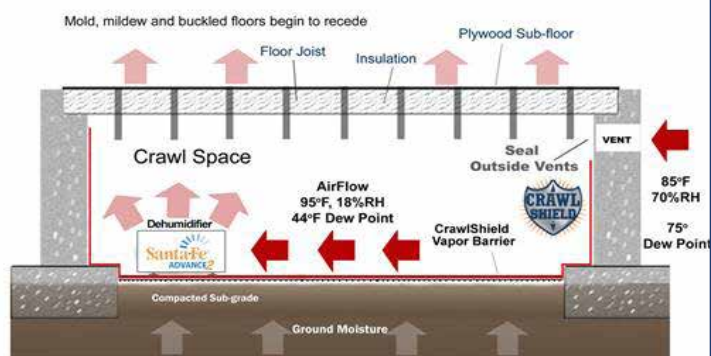 Mold, mildew and buckled floors begin to recede
Plywood Sub-floor
Floor Joist
Insulation
VENT
Crawl Space
Seal
Outside Vents
85°F
70%RH
75°
Dew Point
AirFlow
95°F, 18%RH
44°F Dew Point
CRAWL
SHIELD
Dehumidifier
Santa·Fe
ADVANCE2
CrawlShield
Vapor Barrier
Compacted Sub-grade
Ground Moisture